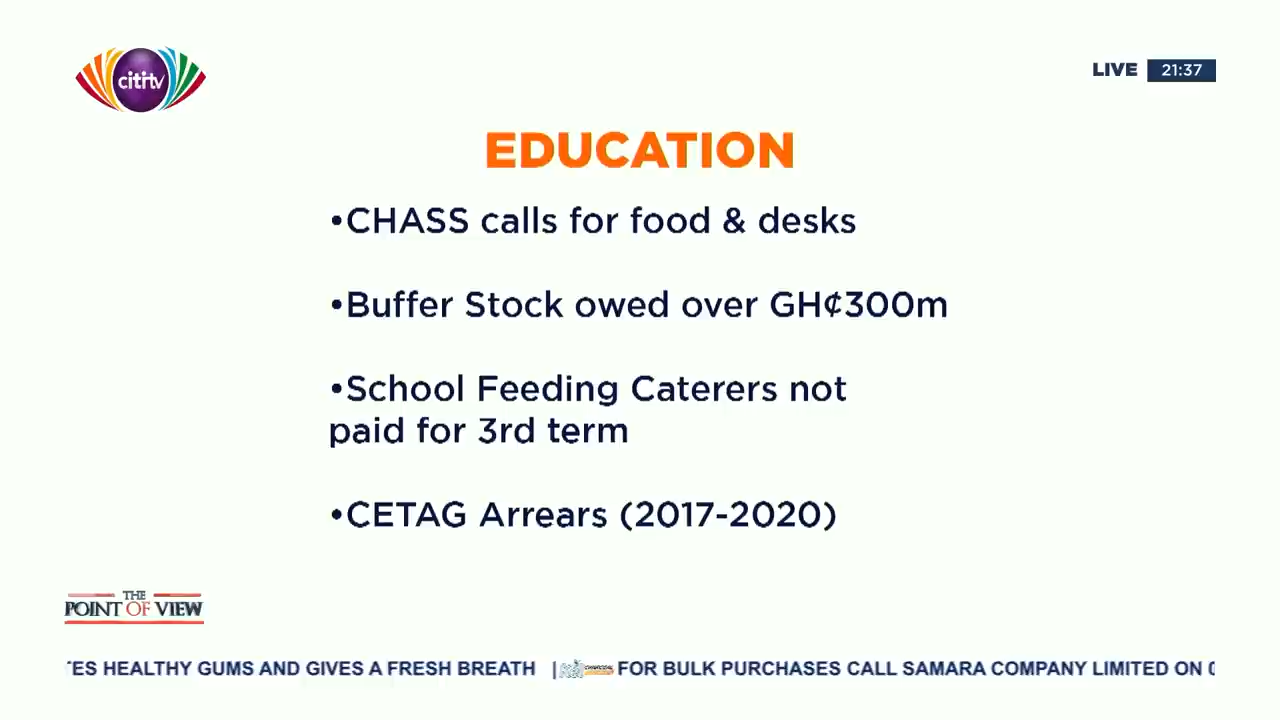 citi tv
LIVE 21:37
EDUCATION
•CHASS calls for food & desks
•Buffer Stock owed over GH¢300m
•School Feeding Caterers not
paid for 3rd term
•CETAG Arrears (2017-2020)
THE
POINT OF VIEW
TES HEALTHY GUMS AND GIVES A FRESH BREATH | FOR BULK PURCHASES CALL SAMARA COMPANY LIMITED ON